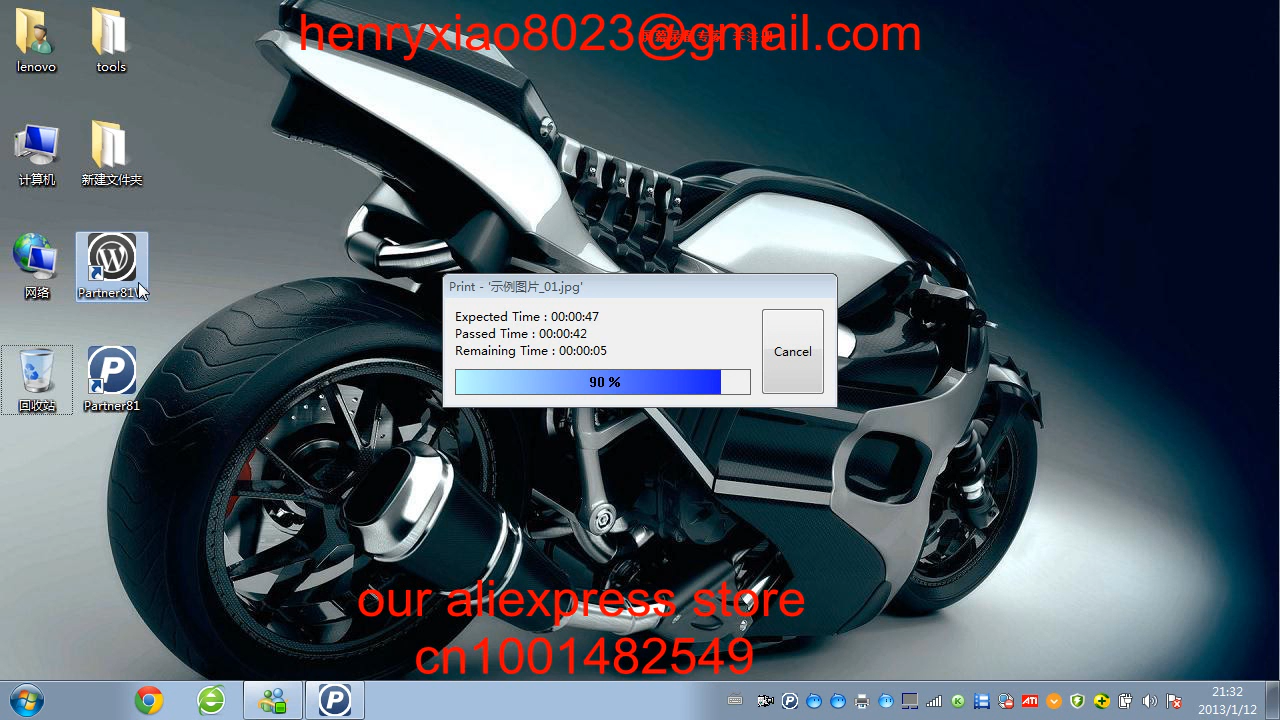 henryxiao8023@gmail.com
lenovo
tools
计算机
新建文件夹
网络
Partner81
回收站
Partner81
Print - '示例图片_01.jpg'
Expected Time : 00:00:47
Passed Time : 00:00:42
Remaining Time : 00:00:05
Cancel
90 %
our aliexpress store
cn1001482549
ATI
21:32
2013/1/12